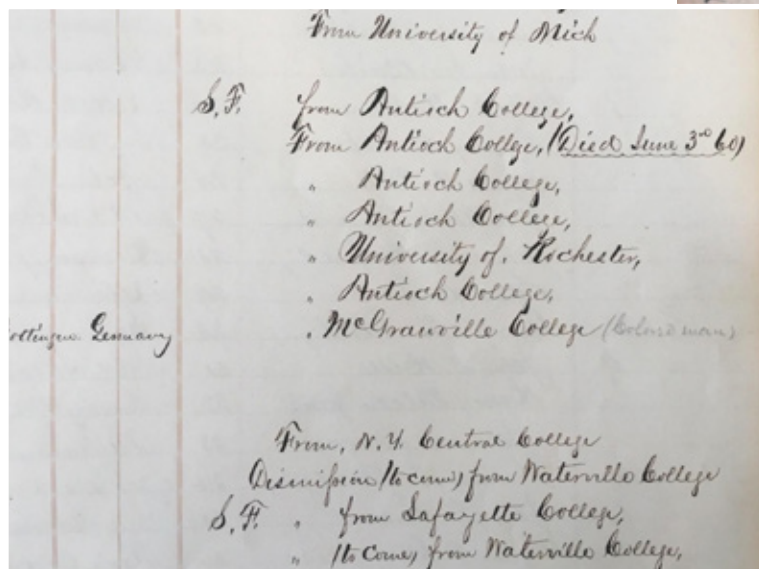 From University of Mich
S.F. from Antioch College,
From Antioch Collge, (Died June 3rd 60)
" Antioch College,
" Antioch College,
" University of. Rochester,
" Antioch College,
Germany " McGrawville College (Colored man)
From, N.Y. Central College
Dismission (to come) from Waterville College
S.F. " from Lafayette College,
" (to come) from Waterville College,